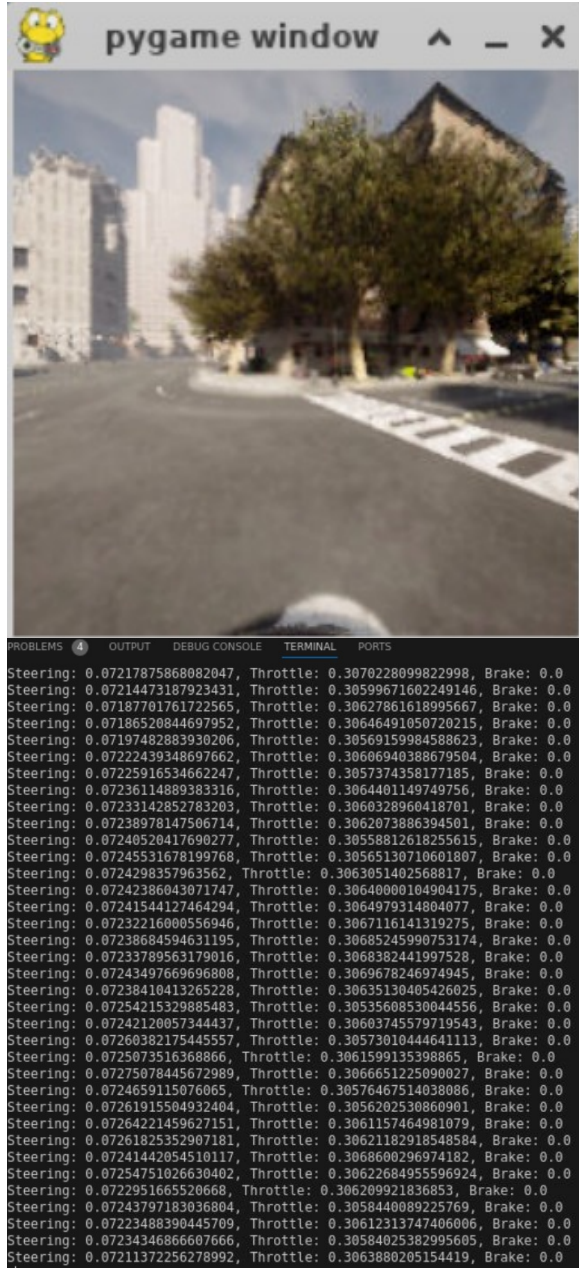 pygame window
PROBLEMS 4 OUTPUT DEBUG CONSOLE TERMINAL PORTS
Steering: 0.07217875868082047, Throttle: 0.3070228099822998, Brake: 0.0
Steering: 0.07214473187923431, Throttle: 0.30599671602249146, Brake: 0.0
Steering: 0.07187701761722565, Throttle: 0.30627861618995667, Brake: 0.0
Steering: 0.07186520844697952, Throttle: 0.30646491050720215, Brake: 0.0
Steering: 0.07197482883930206, Throttle: 0.30569159984588623, Brake: 0.0
Steering: 0.07222439348697662, Throttle: 0.30606940388679504, Brake: 0.0
Steering: 0.07225916534662247, Throttle: 0.3057374358177185, Brake: 0.0
Steering: 0.07236114889383316, Throttle: 0.3064401149749756, Brake: 0.0
Steering: 0.07233142852783203, Throttle: 0.3060328960418701, Brake: 0.0
Steering: 0.07238978147506714, Throttle: 0.3062073886394501, Brake: 0.0
Steering: 0.07240520417690277, Throttle: 0.30558812618255615, Brake: 0.0
Steering: 0.07245531678199768, Throttle: 0.30565130710601807, Brake: 0.0
Steering: 0.0724298357963562, Throttle: 0.3063051402568817, Brake: 0.0
Steering: 0.07242386043071747, Throttle: 0.30640000104904175, Brake: 0.0
Steering: 0.07241544127464294, Throttle: 0.3064979314804077, Brake: 0.0
Steering: 0.07232216000556946, Throttle: 0.3067116141319275, Brake: 0.0
Steering: 0.07238684594631195, Throttle: 0.30685245990753174, Brake: 0.0
Steering: 0.07233789563179016, Throttle: 0.3068382441997528, Brake: 0.0
Steering: 0.07243497669696808, Throttle: 0.3069678246974945, Brake: 0.0
Steering: 0.07238410413265228, Throttle: 0.30635130405426025, Brake: 0.0
Steering: 0.07254215329885483, Throttle: 0.30535608530044556, Brake: 0.0
Steering: 0.07242120057344437, Throttle: 0.30603745579719543, Brake: 0.0
Steering: 0.07260382175445557, Throttle: 0.30573010444641113, Brake: 0.0
Steering: 0.0725073516368866, Throttle: 0.3061599135398865, Brake: 0.0
Steering: 0.07275078445672989, Throttle: 0.3066651225090027, Brake: 0.0
Steering: 0.0724659115076065, Throttle: 0.30576467514038086, Brake: 0.0
Steering: 0.07261915504932404, Throttle: 0.3056202530860901, Brake: 0.0
Steering: 0.07264221459627151, Throttle: 0.3061157464981079, Brake: 0.0
Steering: 0.07261825352907181, Throttle: 0.30621182918548584, Brake: 0.0
Steering: 0.07241442054510117, Throttle: 0.3068600296974182, Brake: 0.0
Steering: 0.07254751026630402, Throttle: 0.30622684955596924, Brake: 0.0
Steering: 0.0722951665520668, Throttle: 0.306209921836853, Brake: 0.0
Steering: 0.07243797183036804, Throttle: 0.3058440089225769, Brake: 0.0
Steering: 0.07223488390445709, Throttle: 0.30612313747406006, Brake: 0.0
Steering: 0.07234346866607666, Throttle: 0.30584025382995605, Brake: 0.0
Steering: 0.07211372256278992, Throttle: 0.3063880205154419, Brake: 0.0